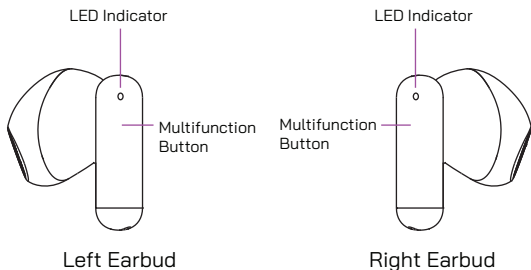 LED Indicator
LED Indicator
Multifunction
Button
Multifunction
Button
Left Earbud
Right Earbud